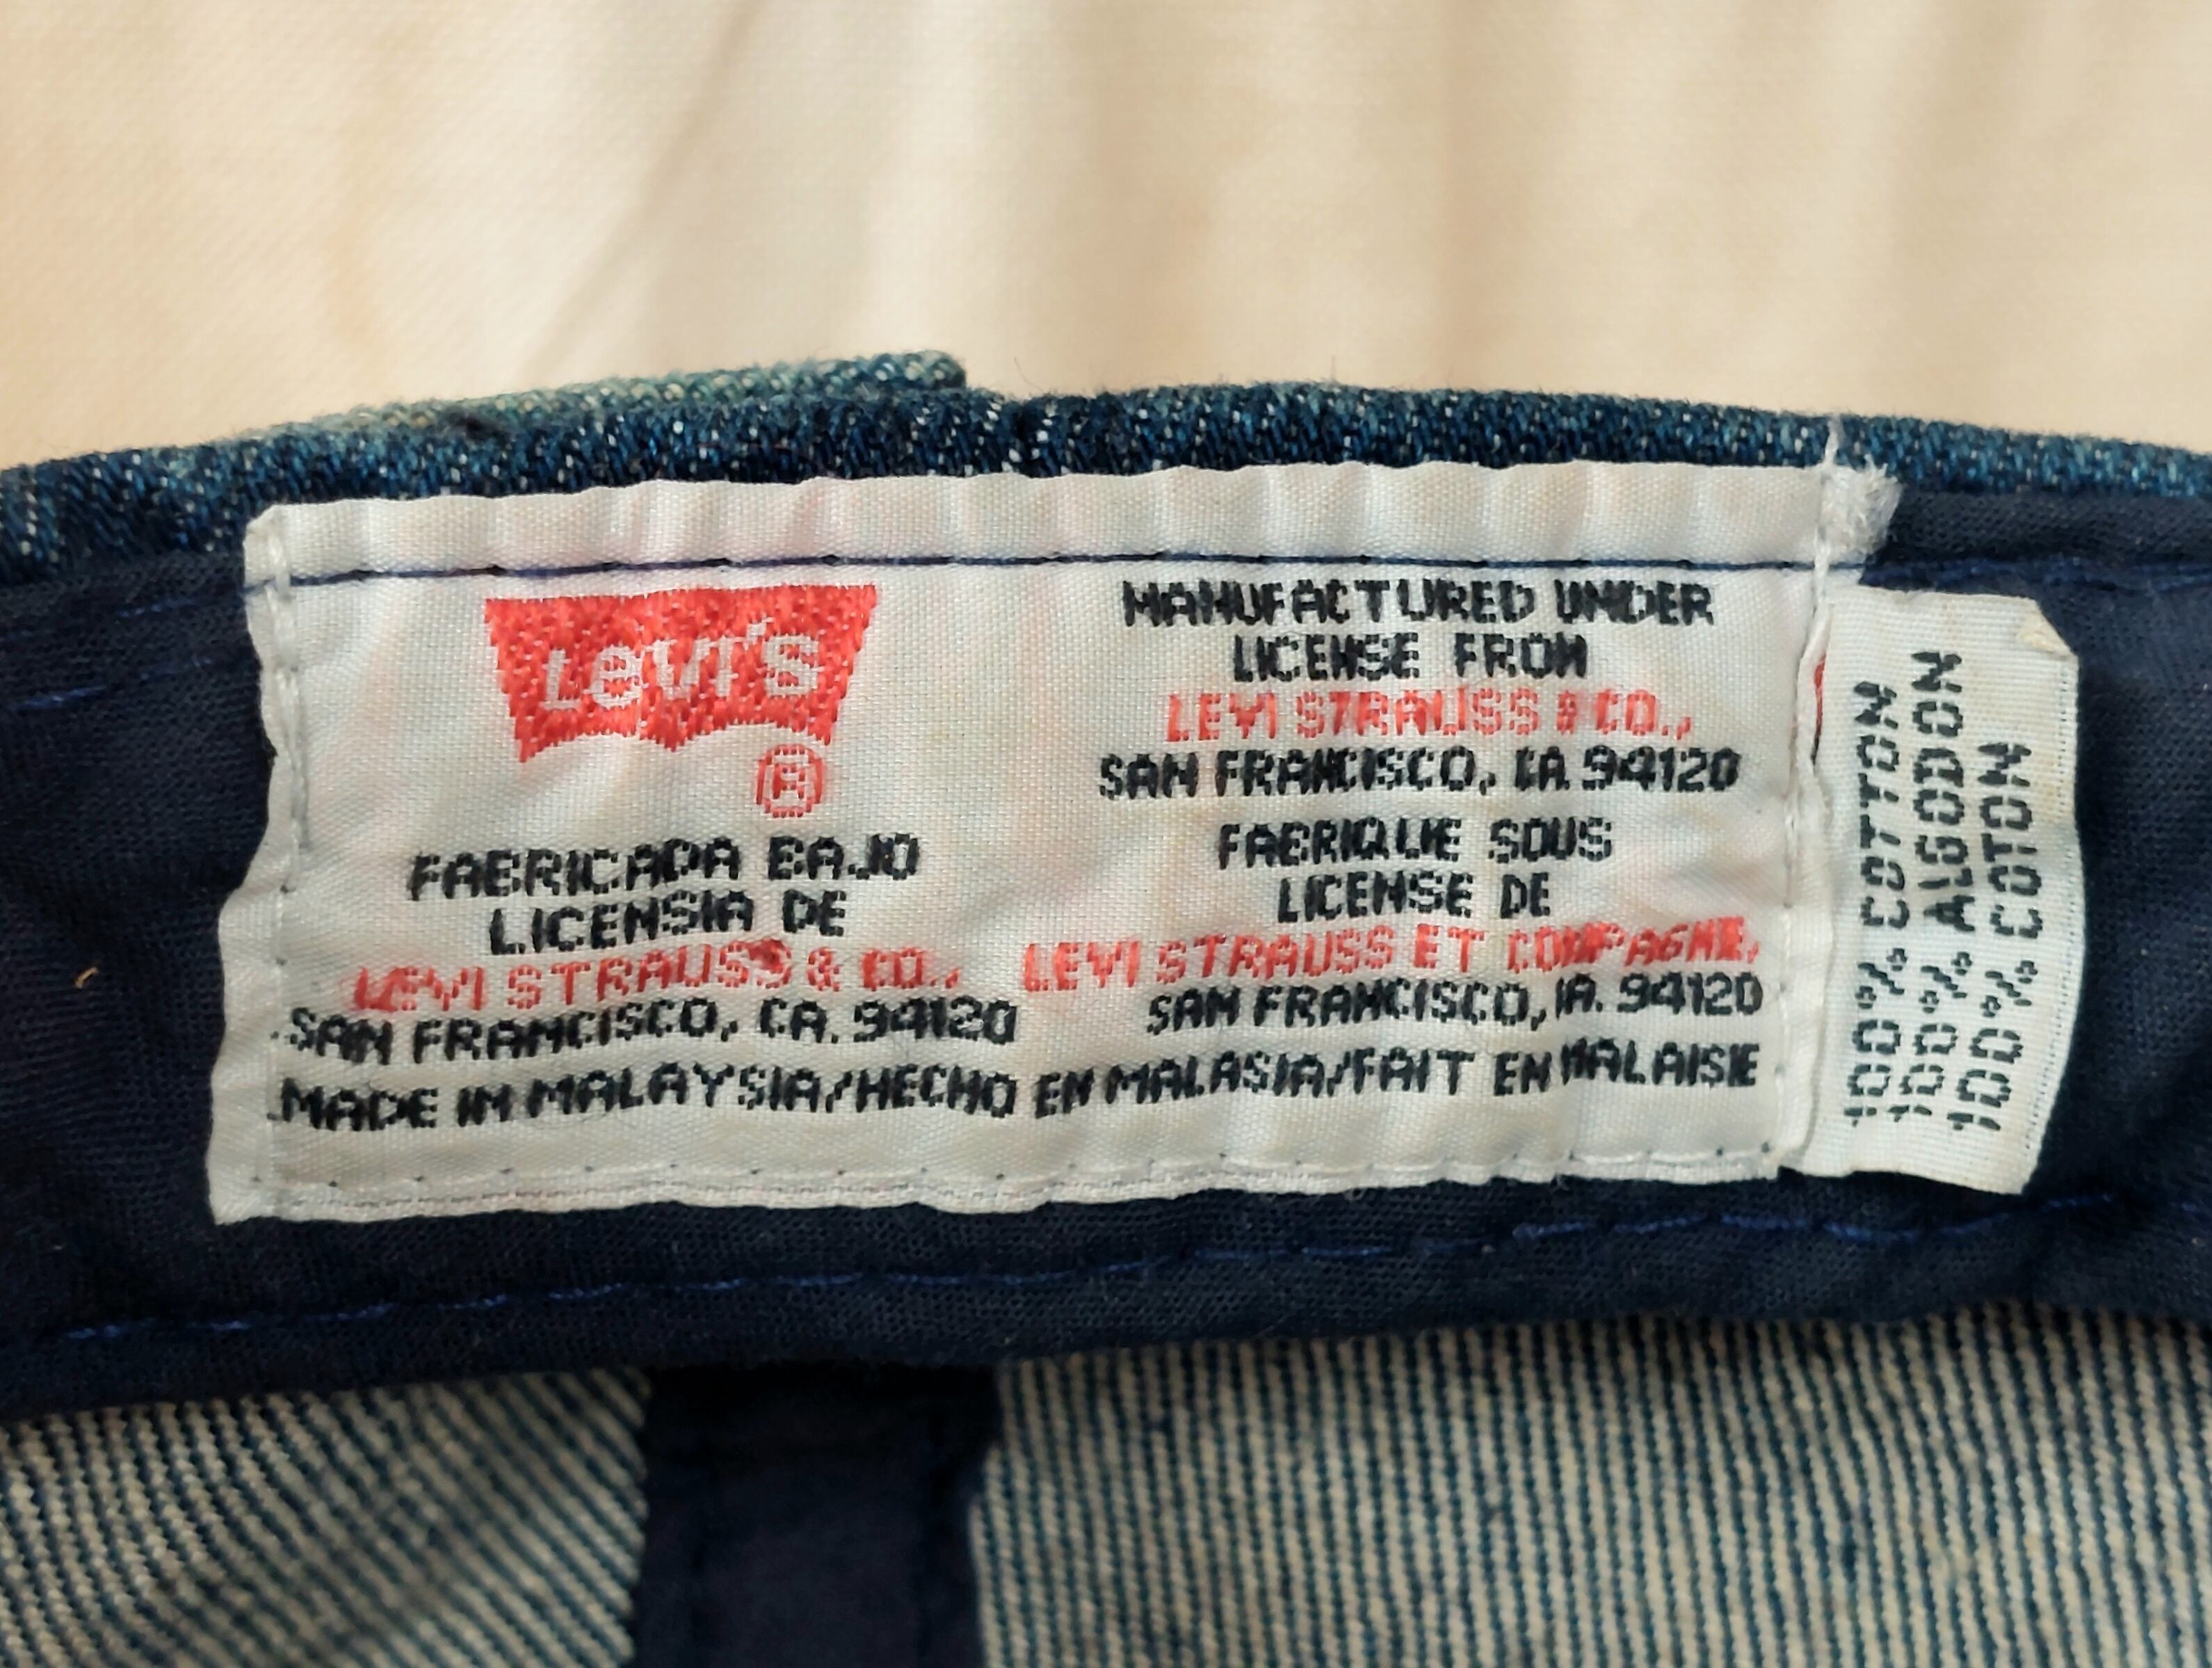 Levi's
®
FABRICADA BAJO
LICENSIA DE
LEVI STRAUSS & CO.,
SAN FRANCISCO, CA. 94120
MANUFACTURED UNDER
LICENSE FROM
LEVI STRAUSS & CO.,
SAN FRANCISCO, CA 94120
FABRIQUE SOUS
LICENSE DE
LEVI STRAUSS ET COMPAGNIE,
SAN FRANCISCO, CA. 94120
MADE IN MALAYSIA/HECHO EN MALASIA/FAIT EN MALAISIE
100% COTTON
100% ALGODON
100% COTON